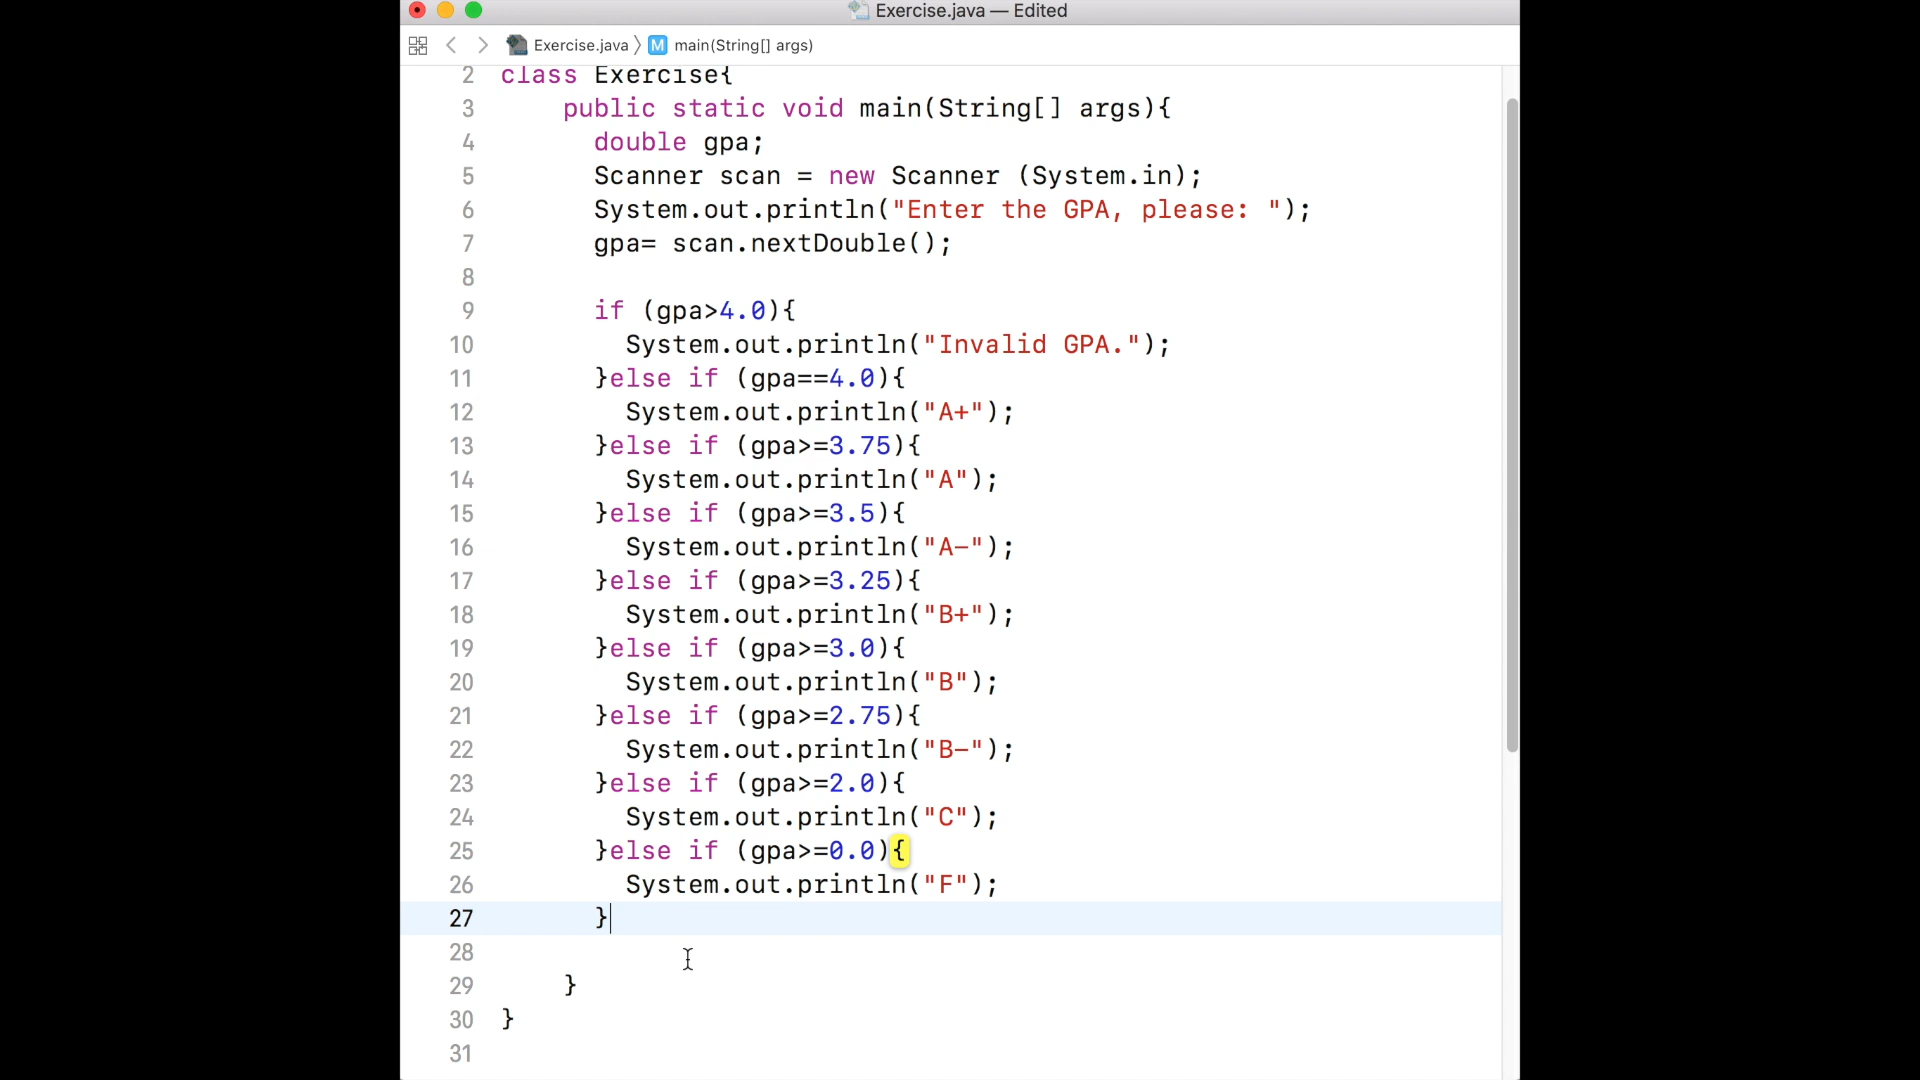 Exercise.java — Edited
Exercise.java 〉 M main(String[] args)
2 class Exercise{
3 public static void main(String[] args){
4 double gpa;
5 Scanner scan = new Scanner (System.in);
6 System.out.println("Enter the GPA, please: ");
7 gpa= scan.nextDouble();
8
9 if (gpa>4.0){
10 System.out.println("Invalid GPA.");
11 }else if (gpa==4.0){
12 System.out.println("A+");
13 }else if (gpa>=3.75){
14 System.out.println("A");
15 }else if (gpa>=3.5){
16 System.out.println("A-");
17 }else if (gpa>=3.25){
18 System.out.println("B+");
19 }else if (gpa>=3.0){
20 System.out.println("B");
21 }else if (gpa>=2.75){
22 System.out.println("B-");
23 }else if (gpa>=2.0){
24 System.out.println("C");
25 }else if (gpa>=0.0){
26 System.out.println("F");
27 }
28
29 }
30 }
31